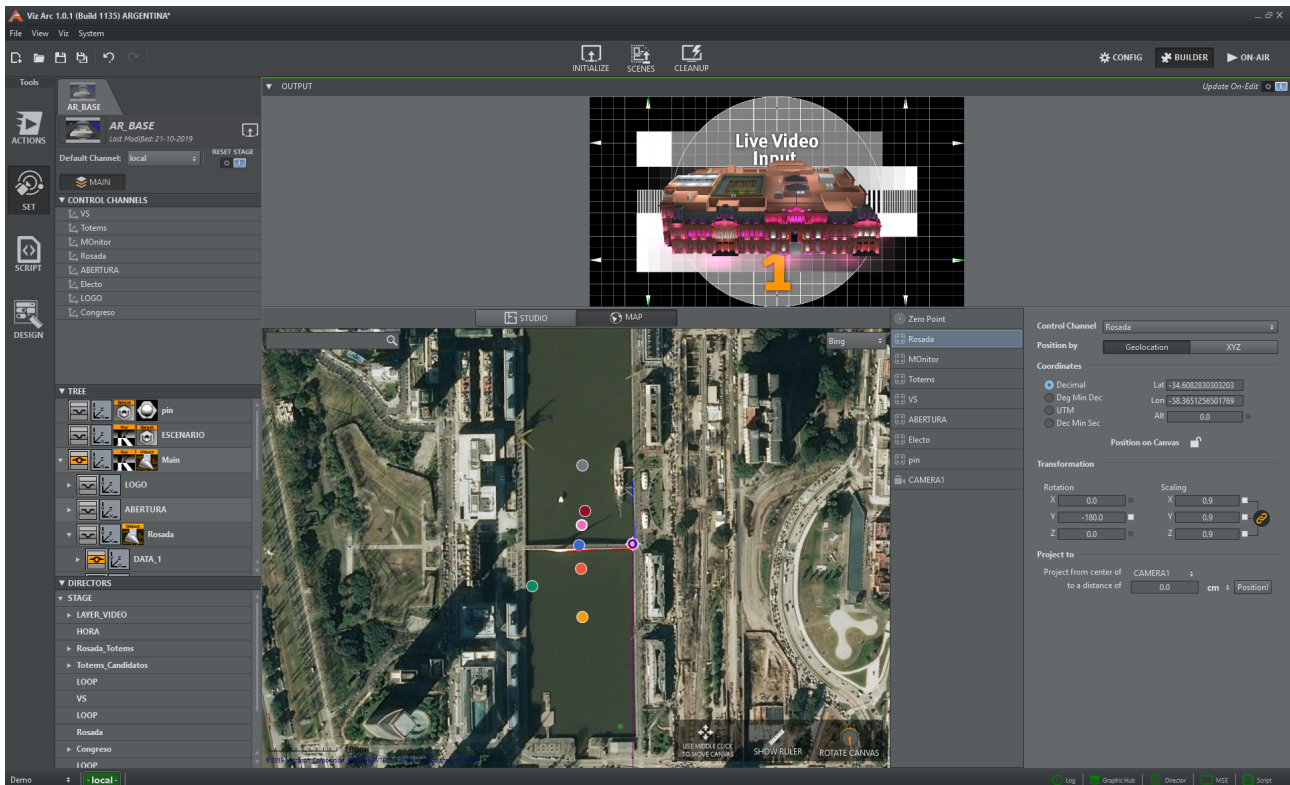 Viz Arc 1.0.1 (Build 1135) ARGENTINA*
File View Viz System
INITIALIZE SCENES CLEANUP
CONFIG BUILDER ON-AIR
Tools
ACTIONS
SET
SCRIPT
DESIGN
AR_BASE
AR_BASE
Last Modified: 21-10-2019
Default Channel: local
RESET STAGE
MAIN
CONTROL CHANNELS
VS
Totems
MOnitor
Rosada
ABERTURA
Electo
LOGO
Congreso
TREE
pin
ESCENARIO
Main
LOGO
ABERTURA
Rosada
DATA_1
DIRECTORS
STAGE
LAYER_VIDEO
HORA
Rosada_Totems
Totems_Candidatos
LOOP
VS
LOOP
Rosada
Congreso
LOOP
OUTPUT
Update On-Edit
Live Video
Input
1
STUDIO MAP
Bing
USE MIDDLE CLICK
TO MOVE CANVAS
SHOW RULER
ROTATE CANVAS
Zero Point
Rosada
MOnitor
Totems
VS
ABERTURA
Electo
pin
CAMERA1
Control Channel Rosada
Position by Geolocation XYZ
Coordinates
Decimal
Deg Min Dec
UTM
Dec Min Sec
Lat -34.6082830303203
Lon -58.3651256501769
Alt 0.0
Position on Canvas
Transformation
Rotation
X 0.0
Y -180.0
Z 0.0
Scaling
X 0.9
Y 0.9
Z 0.9
Project to
Project from center of CAMERA1
to a distance of 0.0 cm Position!
Demo -local-
Log Graphic Hub Director MSE Script